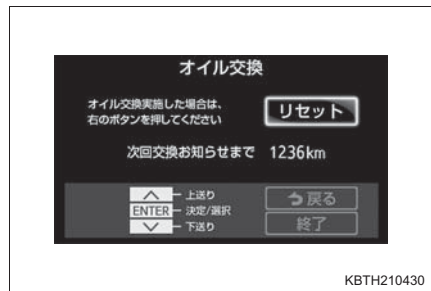 オイル交換
オイル交換実施した場合は、
右のボタンを押してください
リセット
次回交換お知らせまで 1236km
上送り
ENTER 決定/選択
下送り
戻る
終了
KBTH210430